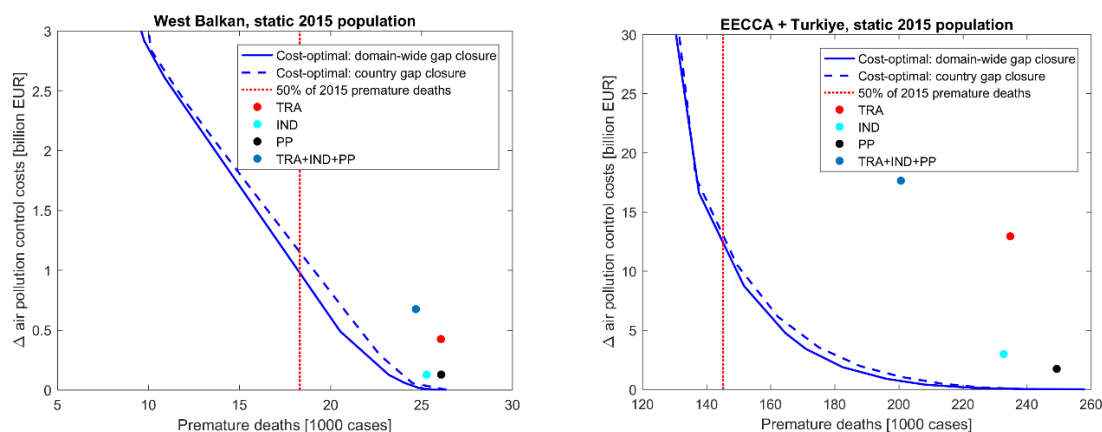 West Balkan, static 2015 population
3
2.5
2
1.5
1
0.5
0
5
10
15
20
25
30
Δ air pollution control costs [billion EUR]
Premature deaths [1000 cases]
Cost-optimal: domain-wide gap closure
Cost-optimal: country gap closure
50% of 2015 premature deaths
TRA
IND
PP
TRA+IND+PP
EECCA + Turkiye, static 2015 population
30
25
20
15
10
5
0
120
140
160
180
200
220
240
260
Δ air pollution control costs [billion EUR]
Premature deaths [1000 cases]
Cost-optimal: domain-wide gap closure
Cost-optimal: country gap closure
50% of 2015 premature deaths
TRA
IND
PP
TRA+IND+PP